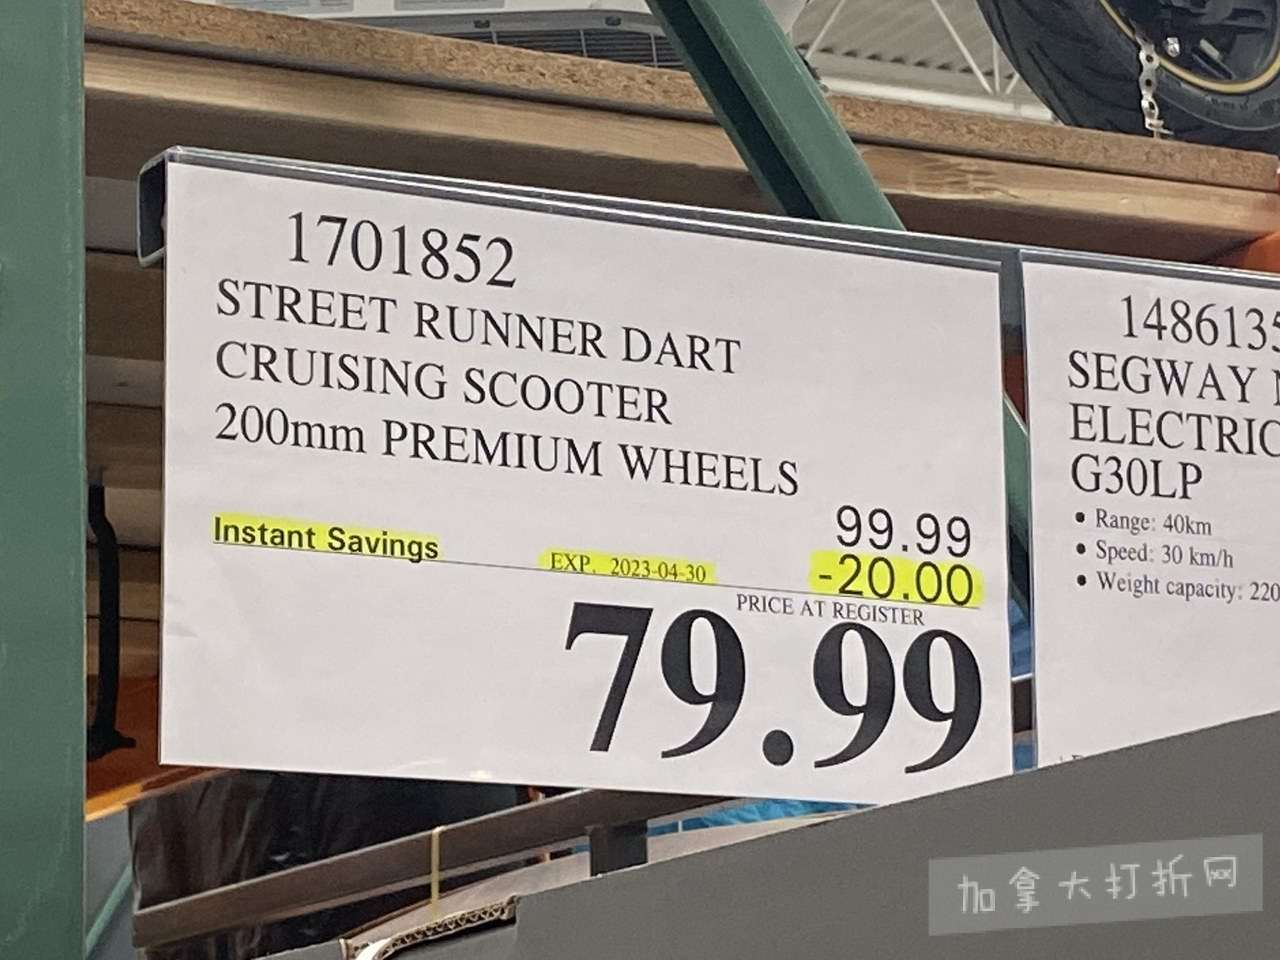 1701852
STREET RUNNER DART
CRUISING SCOOTER
200mm PREMIUM WHEELS
99.99
Instant Savings EXP. 2023-04-30 -20.00
PRICE AT REGISTER
79.99
1486135
SEGWAY
ELECTRIC
G30LP
• Range: 40km
• Speed: 30 km/h
• Weight capacity: 220
加拿大打折网